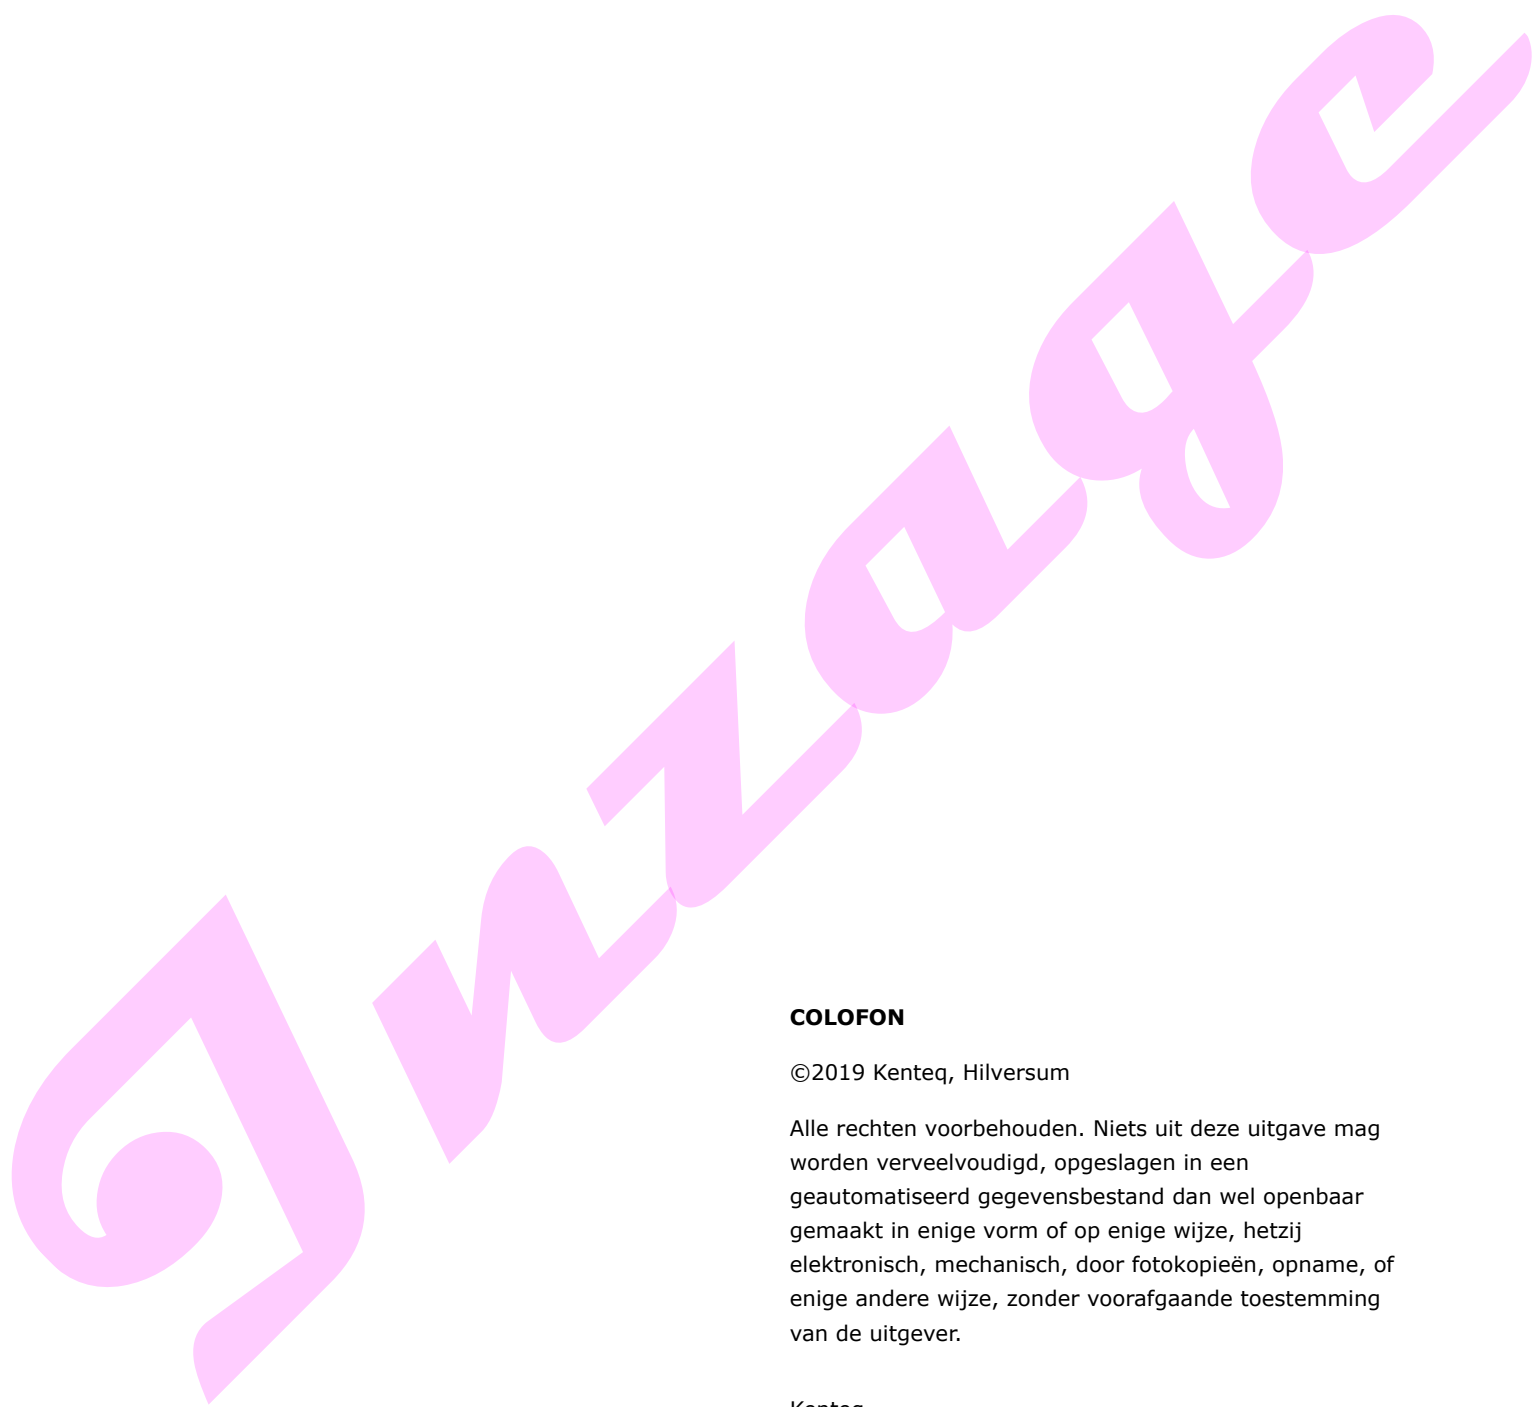 Inzage
COLOFON
©2019 Kenteq, Hilversum
Alle rechten voorbehouden. Niets uit deze uitgave mag
worden verveelvoudigd, opgeslagen in een
geautomatiseerd gegevensbestand dan wel openbaar
gemaakt in enige vorm of op enige wijze, hetzij
elektronisch, mechanisch, door fotokopieën, opname, of
enige andere wijze, zonder voorafgaande toestemming
van de uitgever.
Kenteq